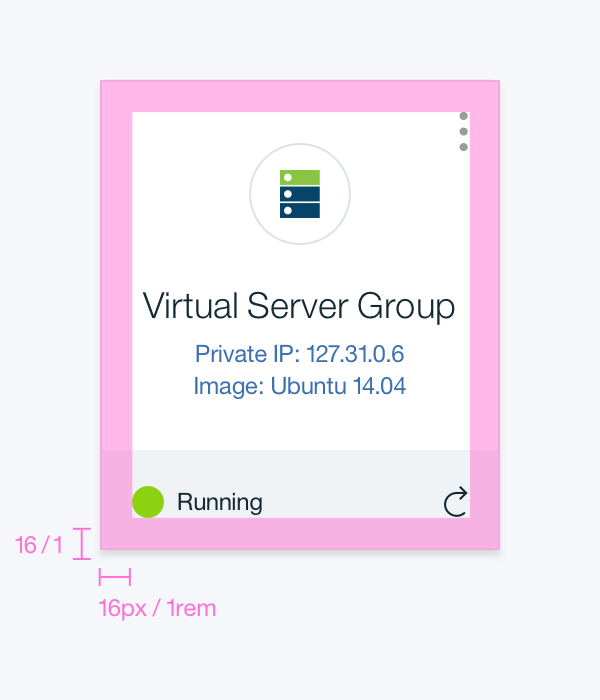 Virtual Server Group
Private IP: 127.31.0.6
Image: Ubuntu 14.04
Running
16 / 1
16px / 1rem